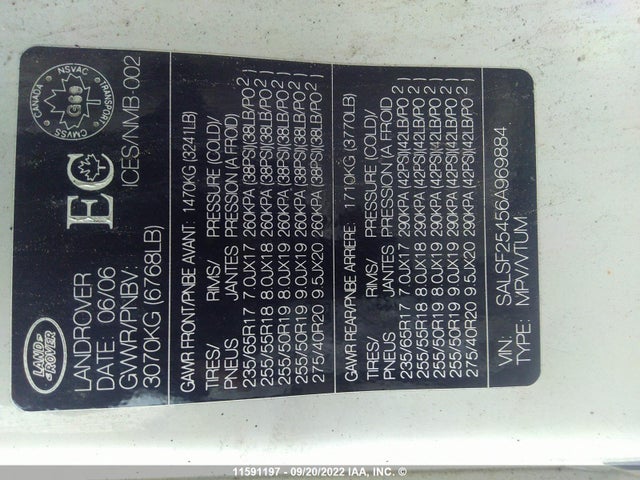 LAND
ROVER
LANDROVER
DATE: 06/06
GVWR/PNBV:
3070KG (6768LB)
EC
ICES/NMB-002
NSVAC
TRANSPORT
CMVSS
CANADA
GAWR FRONT/PNBE AVANT: 1470KG (3241LB)
TIRES/ RIMS/ PRESSURE (COLD)/
PNEUS JANTES PRESSION (A FROID)
235/65R17 7.0JX17 260KPA (38PSI)(38LB/PO2)
255/55R18 8.0JX18 260KPA (38PSI)(38LB/PO2)
255/50R19 8.0JX19 260KPA (38PSI)(38LB/PO2)
255/50R19 9.0JX19 260KPA (38PSI)(38LB/PO2)
275/40R20 9.5JX20 260KPA (38PSI)(38LB/PO2)
GAWR REAR/PNBE ARRIERE: 1710KG (3770LB)
TIRES/ RIMS/ PRESSURE (COLD)/
PNEUS JANTES PRESSION (A FROID)
235/65R17 7.0JX17 290KPA (42PSI)(42LB/PO2)
255/55R18 8.0JX18 290KPA (42PSI)(42LB/PO2)
255/50R19 8.0JX19 290KPA (42PSI)(42LB/PO2)
255/50R19 9.0JX19 290KPA (42PSI)(42LB/PO2)
275/40R20 9.5JX20 290KPA (42PSI)(42LB/PO2)
VIN: SALSF25456A969884
TYPE: MPV/VTUM
11591197 - 09/20/2022 IAA, INC. ©